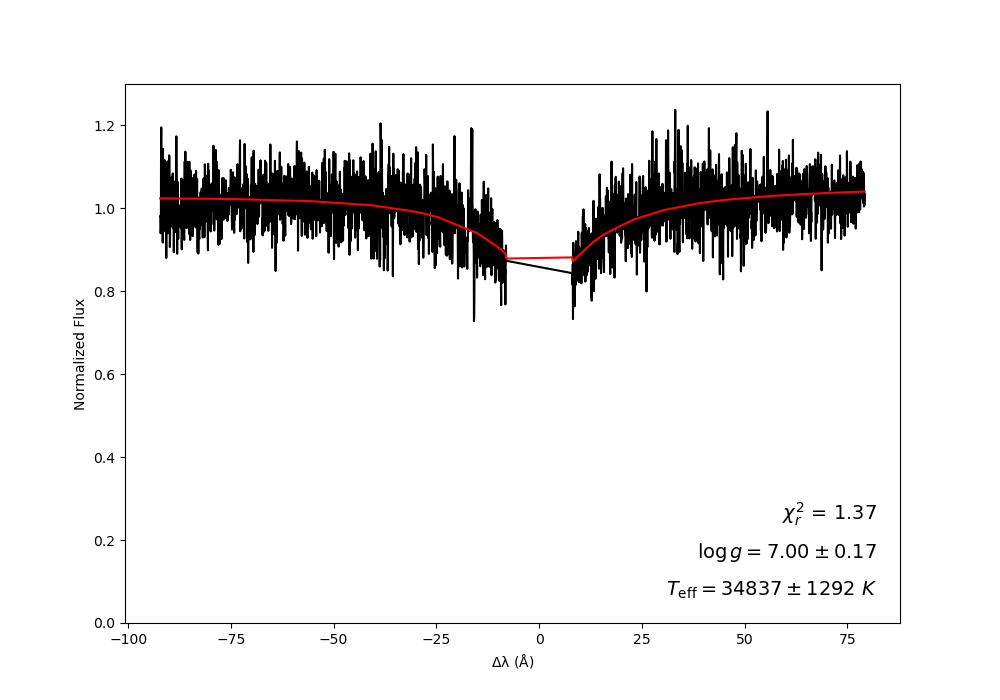 1.2
1.0
0.8
0.6
0.4
0.2
0.0
Normalized Flux
χ²ᵣ = 1.37
log g = 7.00 ± 0.17
T_eff = 34837 ± 1292 K
−100 −75 −50 −25 0 25 50 75
Δλ (Å)